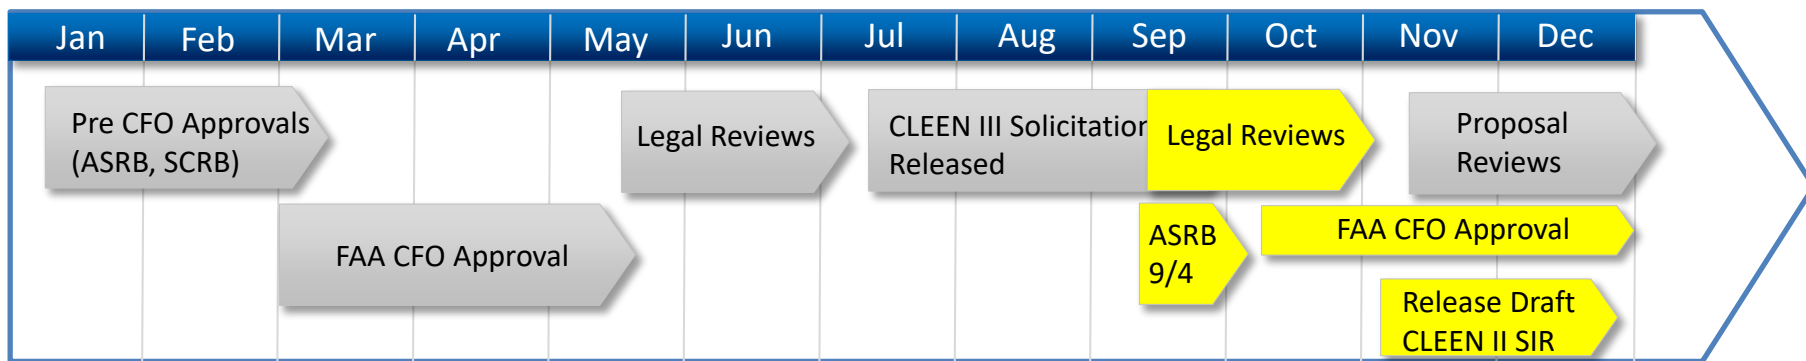 Jan Feb Mar Apr May Jun Jul Aug Sep Oct Nov Dec
Pre CFO Approvals
(ASRB, SCRB)
Legal Reviews
CLEEN III Solicitation
Released
Legal Reviews
Proposal
Reviews
FAA CFO Approval
ASRB
9/4
FAA CFO Approval
Release Draft
CLEEN II SIR